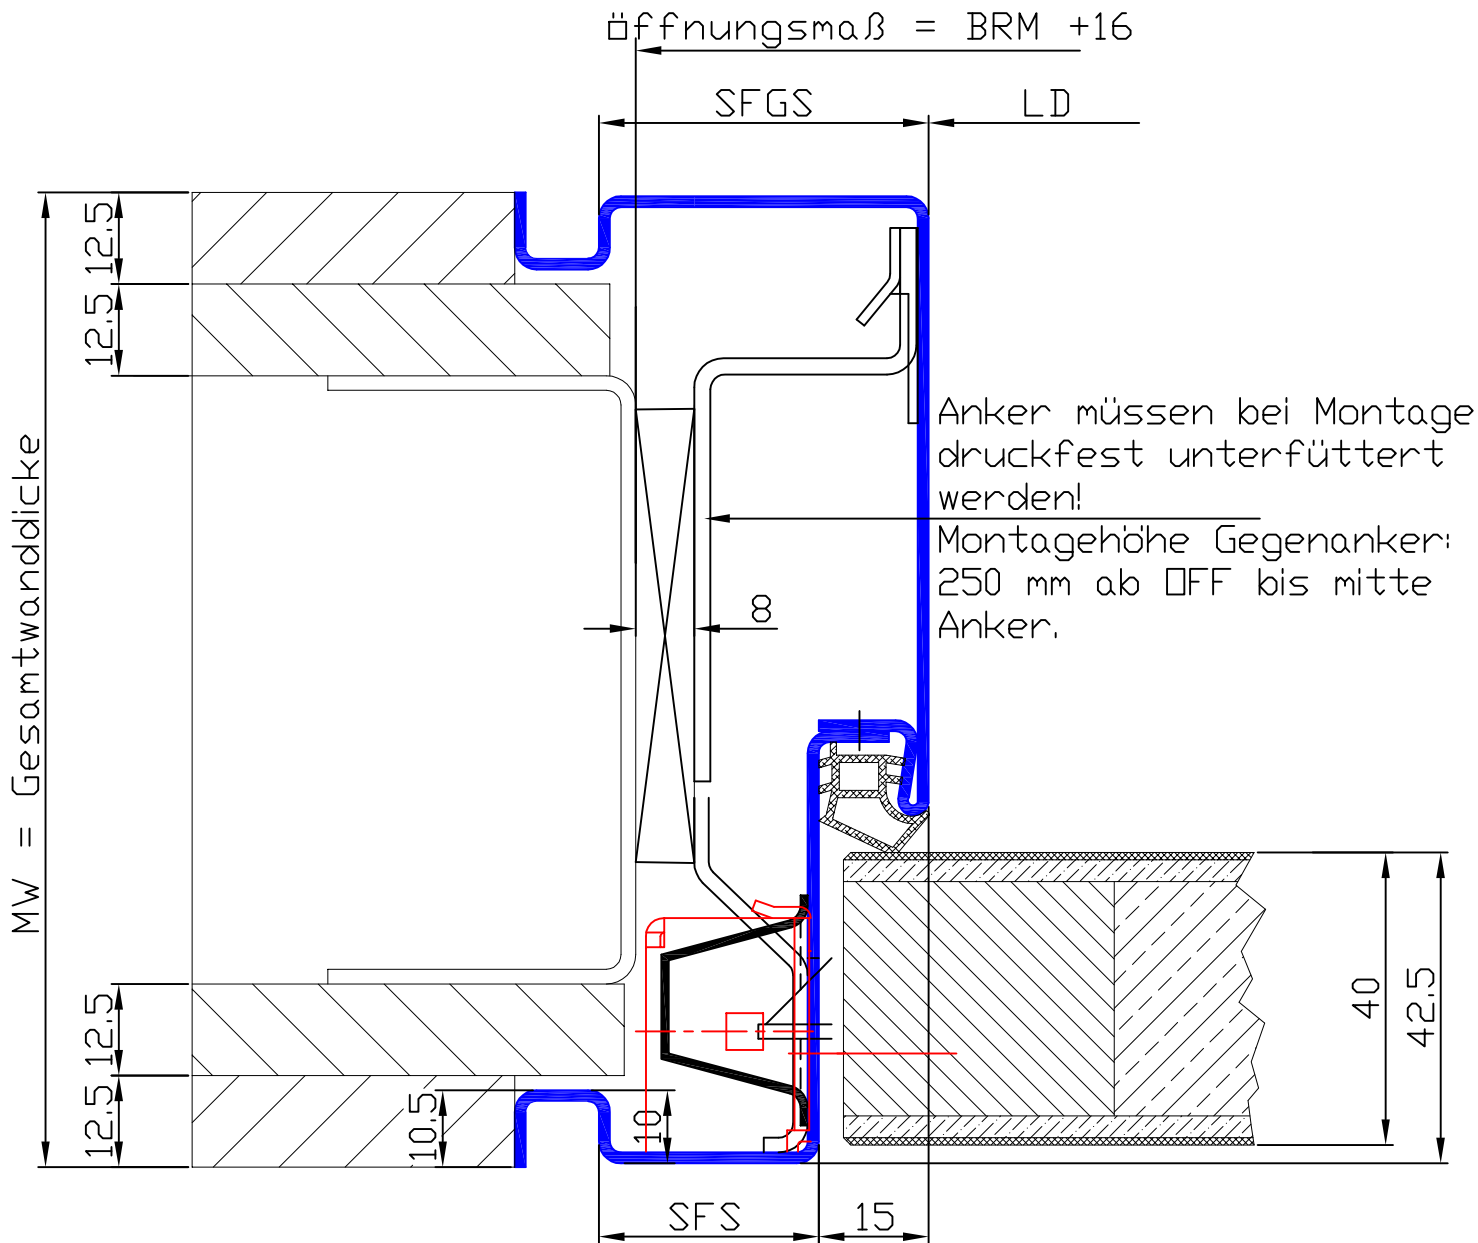 öffnungsmaß = BRM +16
SFGS
LD
12.5
12.5
MW = Gesamtwanddicke
Anker müssen bei Montage
druckfest unterfüttert
werden!
Montagehöhe Gegenanker:
250 mm ab OFF bis mitte
Anker.
8
12.5
12.5
10.5
10
40
42.5
SFS
15